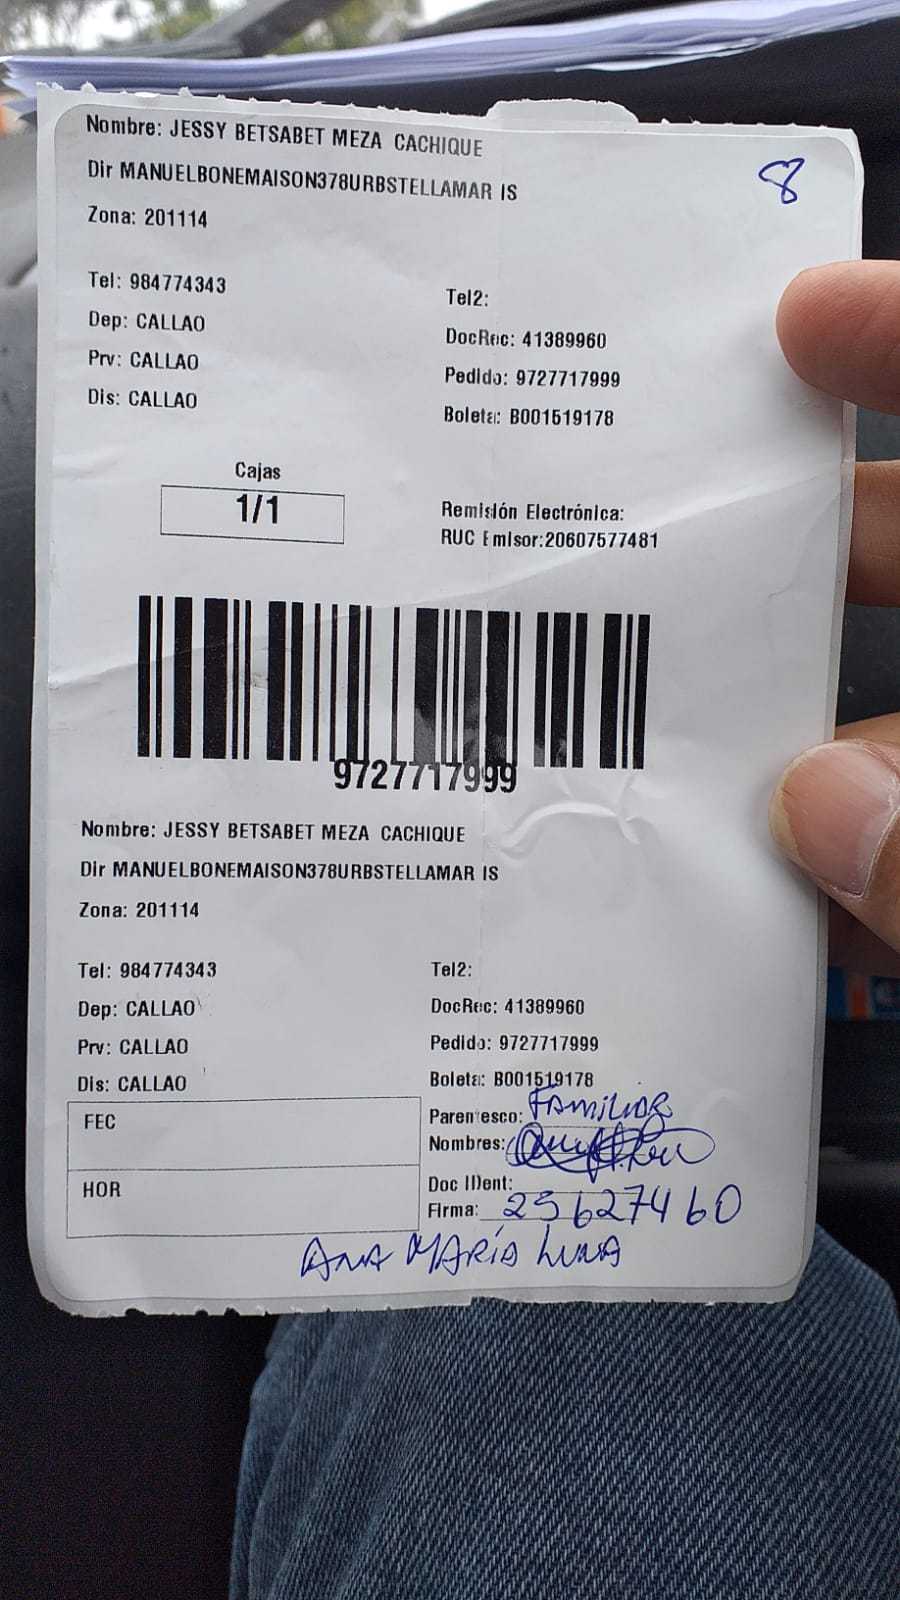 Nombre: JESSY BETSABET MEZA CACHIQUE
8
Dir MANUELBONEMAISON378URBSTELLAMAR IS
Zona: 201114
Tel: 984774343
Tel2:
Dep: CALLAO
DocRec: 41389960
Prv: CALLAO
Pedido: 9727717999
Dis: CALLAO
Boleta: B001519178
Cajas
1/1
Remisión Electrónica:
RUC Emisor:20607577481
9727717999
Nombre: JESSY BETSABET MEZA CACHIQUE
Dir MANUELBONEMAISON378URBSTELLAMAR IS
Zona: 201114
Tel: 984774343
Tel2:
Dep: CALLAO
DocRec: 41389960
Prv: CALLAO
Pedido: 9727717999
Dis: CALLAO
Boleta: B001519178
FEC
Parentesco: FAMILIAR
Nombres:
HOR
Doc IDent:
Firma: 25627460
ANA MARÍA LUNA